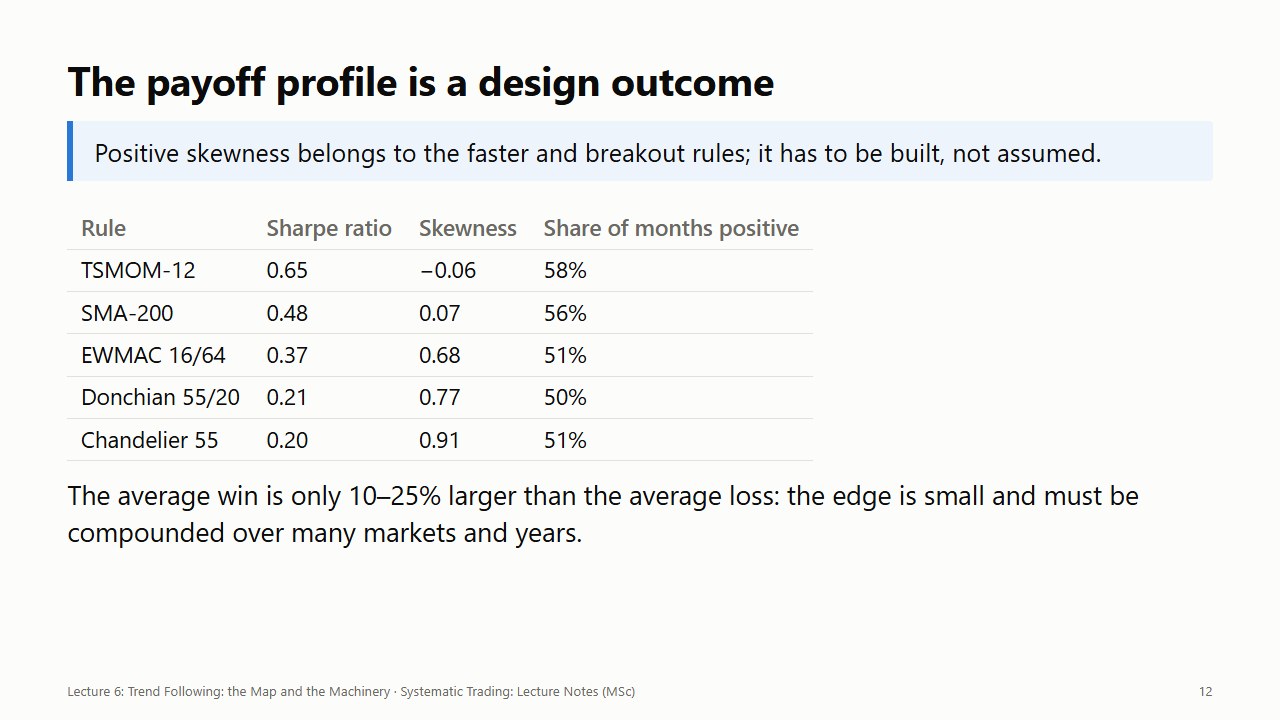 The payoff profile is a design outcome
Positive skewness belongs to the faster and breakout rules; it has to be built, not assumed.
Rule Sharpe ratio Skewness Share of months positive
TSMOM-12 0.65 −0.06 58%
SMA-200 0.48 0.07 56%
EWMAC 16/64 0.37 0.68 51%
Donchian 55/20 0.21 0.77 50%
Chandelier 55 0.20 0.91 51%
The average win is only 10–25% larger than the average loss: the edge is small and must be
compounded over many markets and years.
Lecture 6: Trend Following: the Map and the Machinery · Systematic Trading: Lecture Notes (MSc) 12